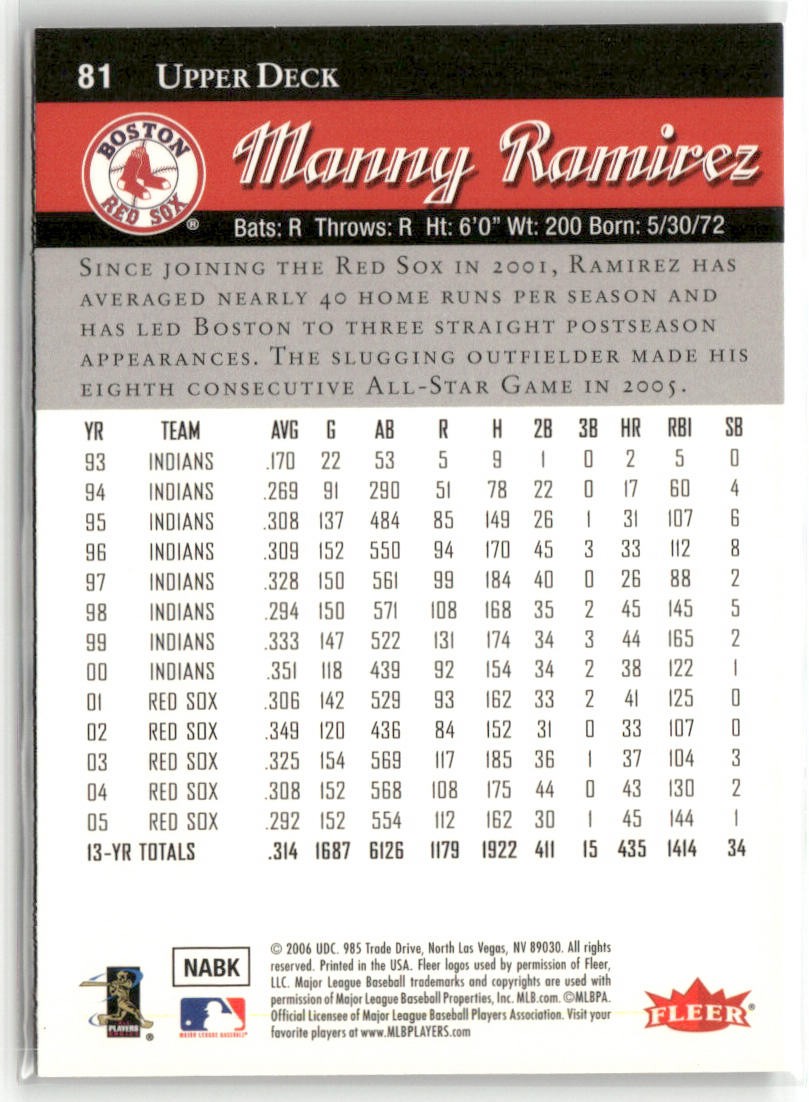 81 UPPER DECK
BOSTON RED SOX ®
Manny Ramirez
Bats: R Throws: R Ht: 6'0" Wt: 200 Born: 5/30/72
SINCE JOINING THE RED SOX IN 2001, RAMIREZ HAS
AVERAGED NEARLY 40 HOME RUNS PER SEASON AND
HAS LED BOSTON TO THREE STRAIGHT POSTSEASON
APPEARANCES. THE SLUGGING OUTFIELDER MADE HIS
EIGHTH CONSECUTIVE ALL-STAR GAME IN 2005.
YR TEAM AVG G AB R H 2B 3B HR RBI SB
93 INDIANS .170 22 53 5 9 1 0 2 5 0
94 INDIANS .269 91 290 51 78 22 0 17 60 4
95 INDIANS .308 137 484 85 149 26 1 31 107 6
96 INDIANS .309 152 550 94 170 45 3 33 112 8
97 INDIANS .328 150 561 99 184 40 0 26 88 2
98 INDIANS .294 150 571 108 168 35 2 45 145 5
99 INDIANS .333 147 522 131 174 34 3 44 165 2
00 INDIANS .351 118 439 92 154 34 2 38 122 1
01 RED SOX .306 142 529 93 162 33 2 41 125 0
02 RED SOX .349 120 436 84 152 31 0 33 107 0
03 RED SOX .325 154 569 117 185 36 1 37 104 3
04 RED SOX .308 152 568 108 175 44 0 43 130 2
05 RED SOX .292 152 554 112 162 30 1 45 144 1
13-YR TOTALS .314 1687 6126 1179 1922 411 15 435 1414 34
© 2006 UDC. 985 Trade Drive, North Las Vegas, NV 89030. All rights
reserved. Printed in the USA. Fleer logos used by permission of Fleer,
LLC. Major League Baseball trademarks and copyrights are used with
permission of Major League Baseball Properties, Inc. MLB.com. ©MLBPA.
Official Licensee of Major League Baseball Players Association. Visit your
favorite players at www.MLBPLAYERS.com
NABK
PLAYERS ®
MAJOR LEAGUE BASEBALL
FLEER ®